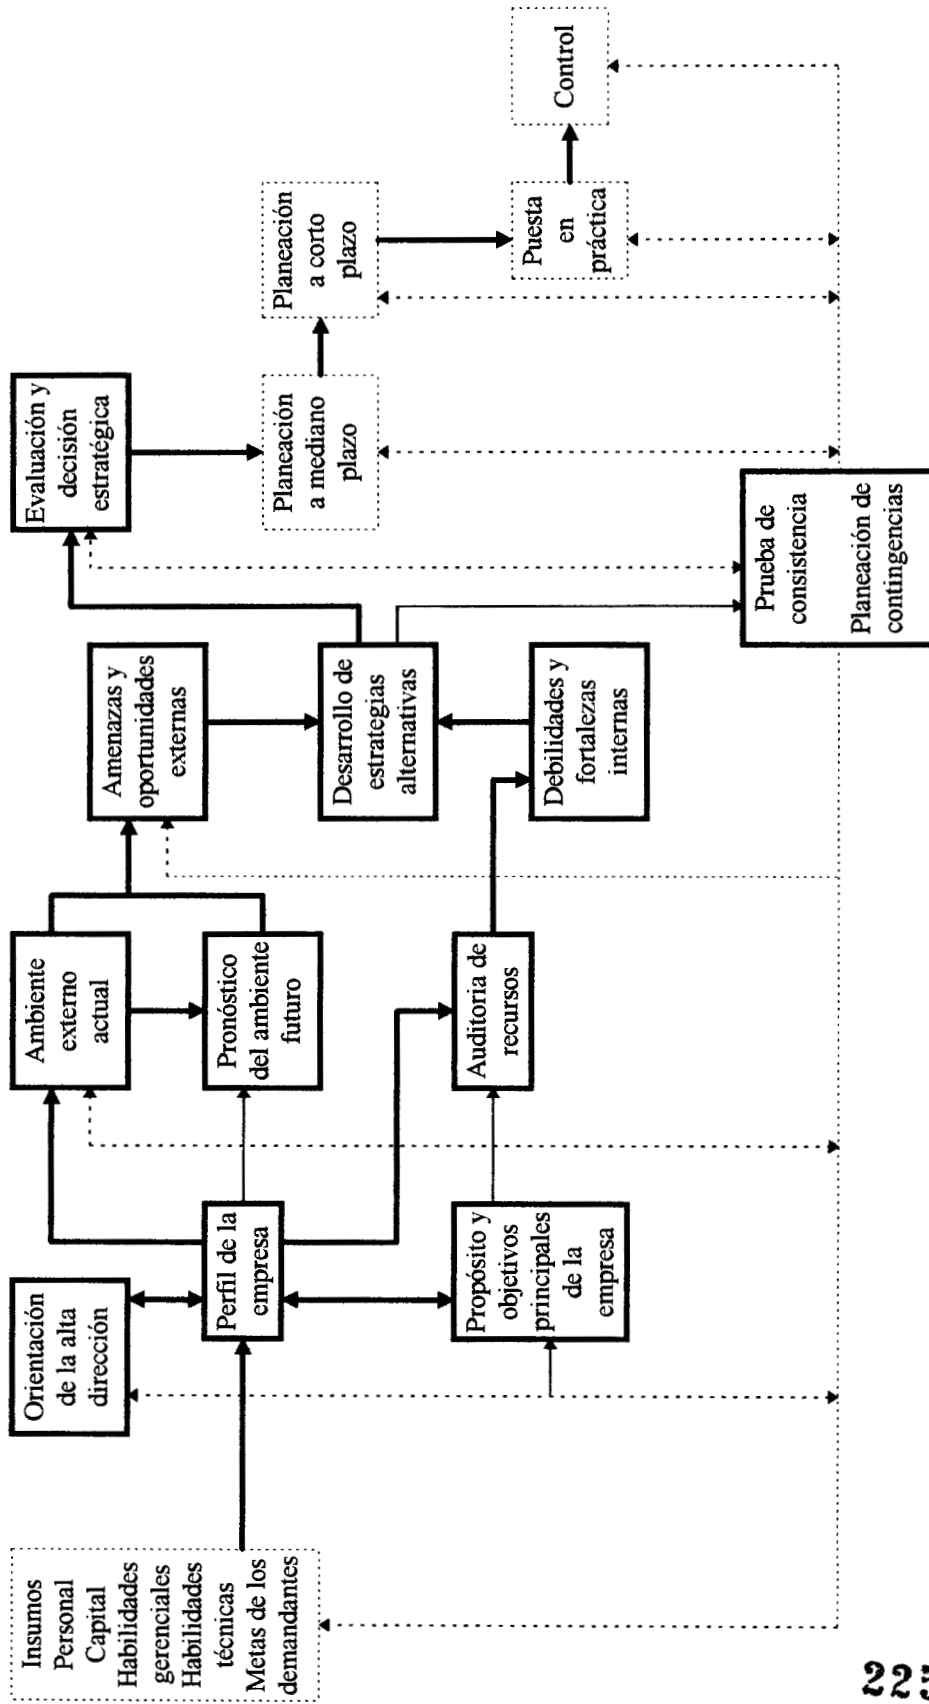 Insumos
Personal
Capital
Habilidades
gerenciales
Habilidades
técnicas
Metas de los
demandantes
Orientación
de la alta
dirección
Perfil de la
empresa
Propósito y
objetivos
principales
de la
empresa
Ambiente
externo
actual
Pronóstico
del ambiente
futuro
Auditoria de
recursos
Amenazas y
oportunidades
externas
Desarrollo de
estrategias
alternativas
Debilidades y
fortalezas
internas
Evaluación y
decisión
estratégica
Prueba de
consistencia
Planeación de
contingencias
Planeación
a mediano
plazo
Planeación
a corto
plazo
Puesta
en
práctica
Control